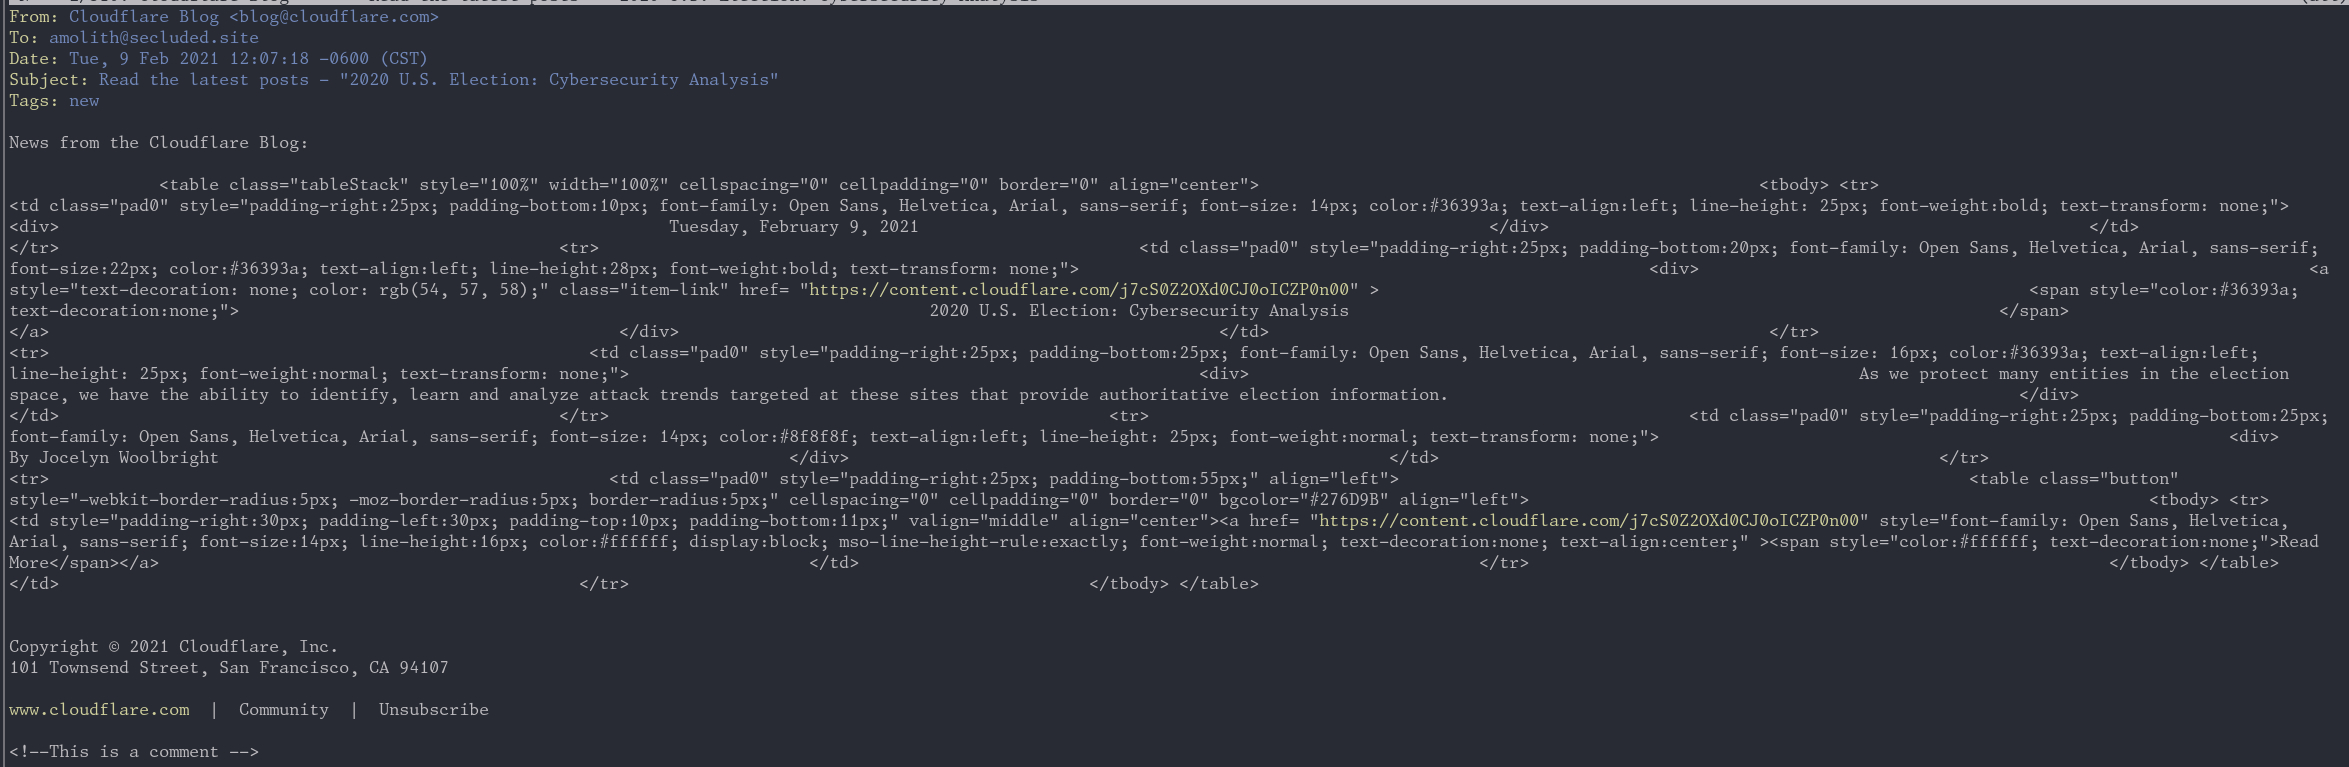 From: Cloudflare Blog <blog@cloudflare.com>
To: amolith@secluded.site
Date: Tue, 9 Feb 2021 12:07:18 -0600 (CST)
Subject: Read the latest posts - "2020 U.S. Election: Cybersecurity Analysis"
Tags: new
News from the Cloudflare Blog:
<table class="tableStack" style="100%" width="100%" cellspacing="0" cellpadding="0" border="0" align="center"> <tbody> <tr>
<td class="pad0" style="padding-right:25px; padding-bottom:10px; font-family: Open Sans, Helvetica, Arial, sans-serif; font-size: 14px; color:#36393a; text-align:left; line-height: 25px; font-weight:bold; text-transform: none;">
<div> Tuesday, February 9, 2021 </div> </td>
</tr> <tr> <td class="pad0" style="padding-right:25px; padding-bottom:20px; font-family: Open Sans, Helvetica, Arial, sans-serif;
font-size:22px; color:#36393a; text-align:left; line-height:28px; font-weight:bold; text-transform: none;"> <div> <a
style="text-decoration: none; color: rgb(54, 57, 58);" class="item-link" href= "https://content.cloudflare.com/j7cS0Z2OXd0CJ0oICZP0n00" > <span style="color:#36393a;
text-decoration:none;"> 2020 U.S. Election: Cybersecurity Analysis </span>
</a> </div> </td> </tr>
<tr> <td class="pad0" style="padding-right:25px; padding-bottom:25px; font-family: Open Sans, Helvetica, Arial, sans-serif; font-size: 16px; color:#36393a; text-align:left;
line-height: 25px; font-weight:normal; text-transform: none;"> <div> As we protect many entities in the election
space, we have the ability to identify, learn and analyze attack trends targeted at these sites that provide authoritative election information. </div>
</td> </tr> <tr> <td class="pad0" style="padding-right:25px; padding-bottom:25px;
font-family: Open Sans, Helvetica, Arial, sans-serif; font-size: 14px; color:#8f8f8f; text-align:left; line-height: 25px; font-weight:normal; text-transform: none;"> <div>
By Jocelyn Woolbright </div> </td> </tr>
<tr> <td class="pad0" style="padding-right:25px; padding-bottom:55px;" align="left"> <table class="button"
style="-webkit-border-radius:5px; -moz-border-radius:5px; border-radius:5px;" cellspacing="0" cellpadding="0" border="0" bgcolor="#276D9B" align="left"> <tbody> <tr>
<td style="padding-right:30px; padding-left:30px; padding-top:10px; padding-bottom:11px;" valign="middle" align="center"><a href= "https://content.cloudflare.com/j7cS0Z2OXd0CJ0oICZP0n00" style="font-family: Open Sans, Helvetica,
Arial, sans-serif; font-size:14px; line-height:16px; color:#ffffff; display:block; mso-line-height-rule:exactly; font-weight:normal; text-decoration:none; text-align:center;" ><span style="color:#ffffff; text-decoration:none;">Read
More</span></a> </td> </tr> </tbody> </table>
</td> </tr> </tbody> </table>
Copyright © 2021 Cloudflare, Inc.
101 Townsend Street, San Francisco, CA 94107
www.cloudflare.com | Community | Unsubscribe
<!--This is a comment -->